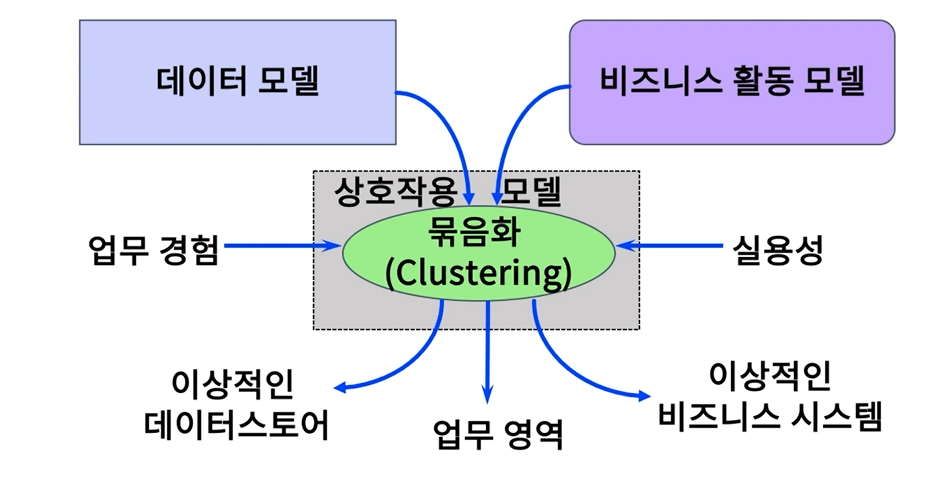 데이터 모델
비즈니스 활동 모델
상호작용 모델
묶음화
(Clustering)
업무 경험
실용성
이상적인
데이터스토어
업무 영역
이상적인
비즈니스 시스템